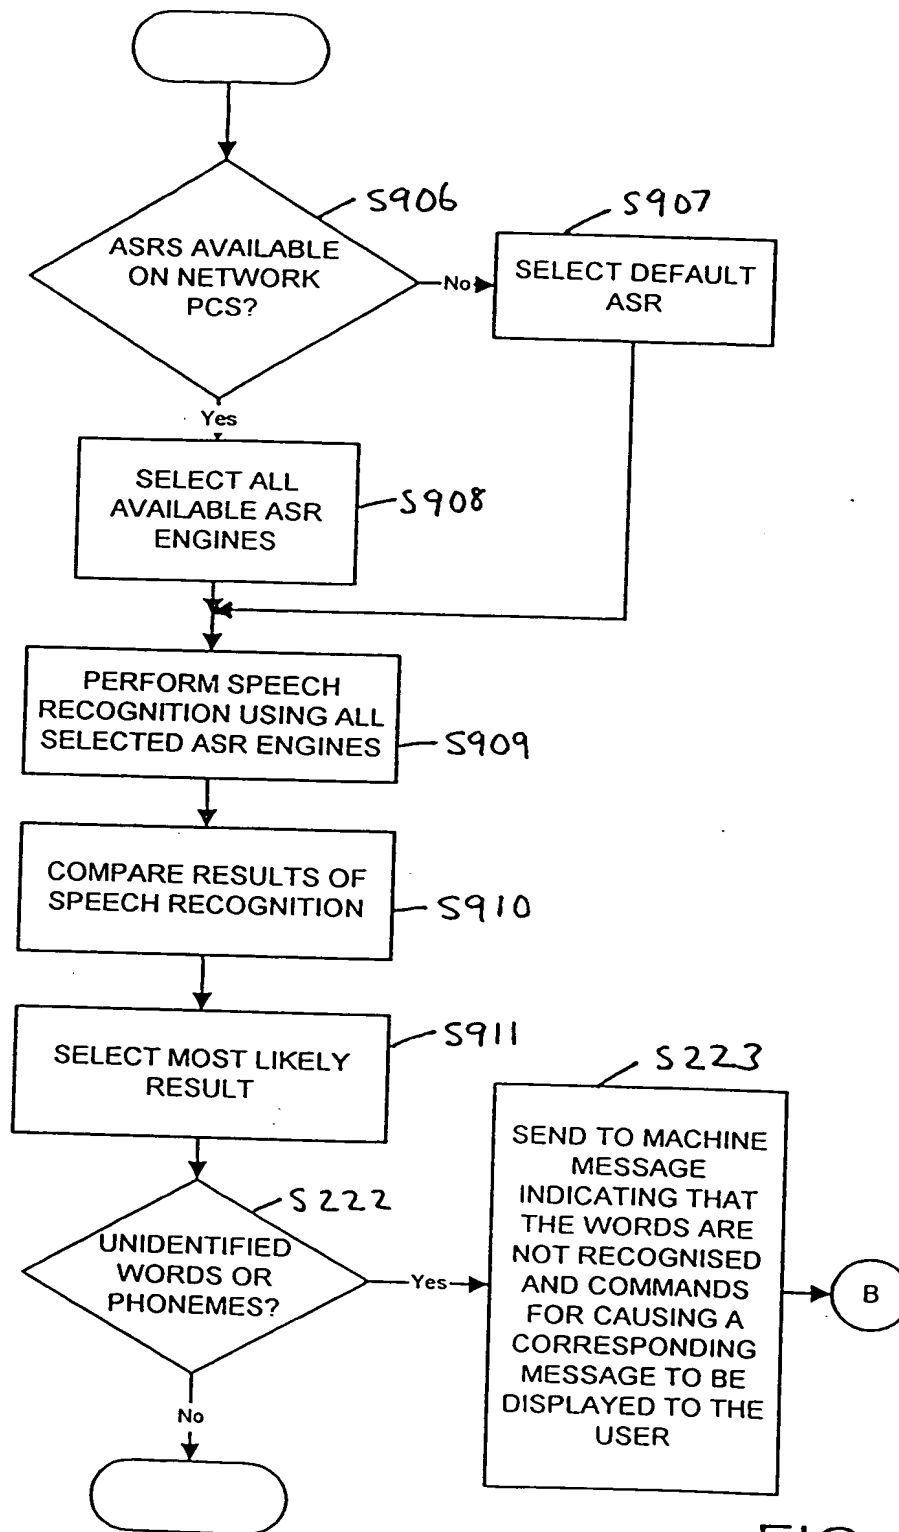 S906
ASRS AVAILABLE
ON NETWORK
PCS?
No
S907
SELECT DEFAULT
ASR
Yes
SELECT ALL
AVAILABLE ASR
ENGINES
S908
PERFORM SPEECH
RECOGNITION USING ALL
SELECTED ASR ENGINES
S909
COMPARE RESULTS OF
SPEECH RECOGNITION
S910
SELECT MOST LIKELY
RESULT
S911
S222
UNIDENTIFIED
WORDS OR
PHONEMES?
Yes
S223
SEND TO MACHINE
MESSAGE
INDICATING THAT
THE WORDS ARE
NOT RECOGNISED
AND COMMANDS
FOR CAUSING A
CORRESPONDING
MESSAGE TO BE
DISPLAYED TO THE
USER
B
No